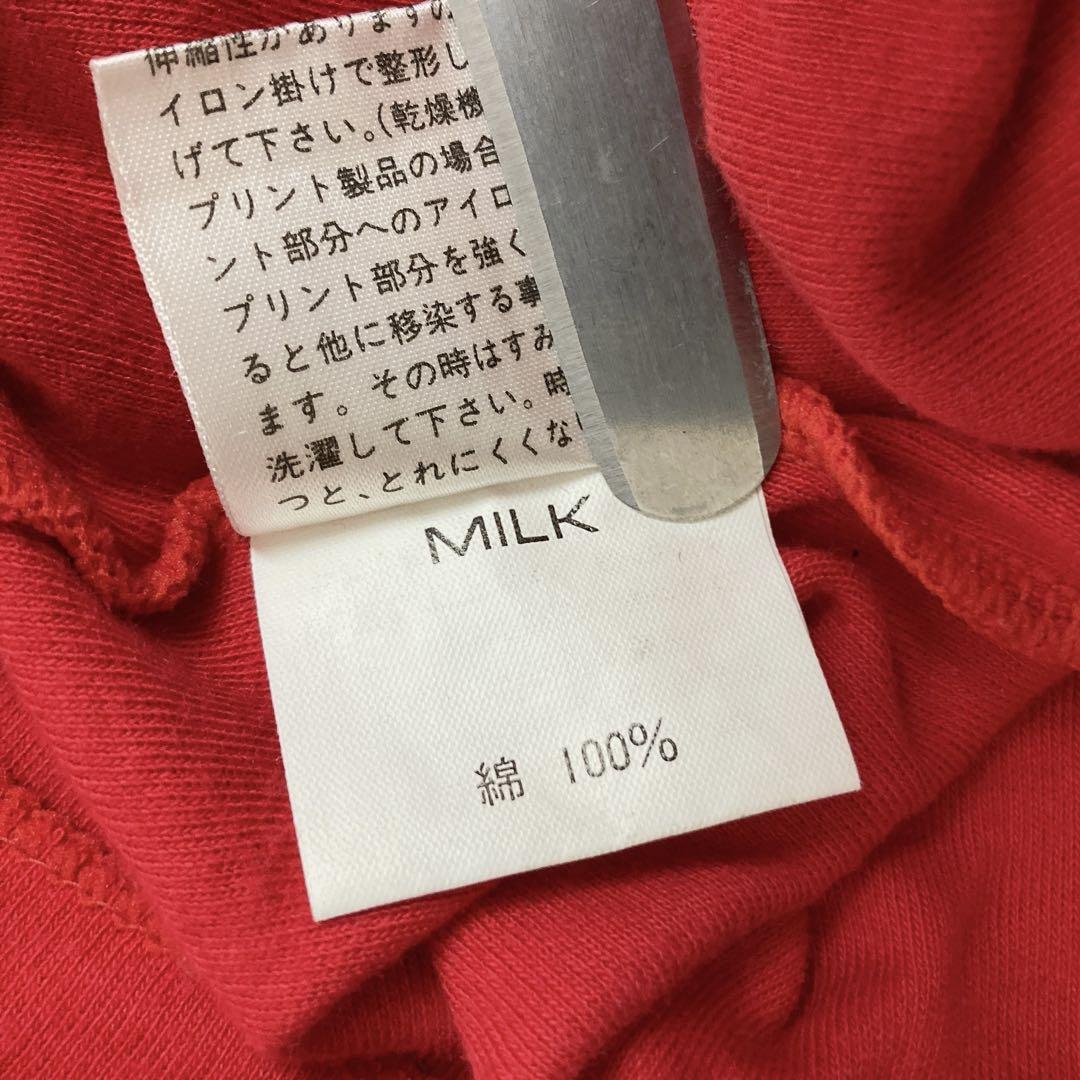 伸縮性がありますの
イロン掛けで整形し
げて下さい。(乾燥機
プリント製品の場合
ント部分へのアイロ
プリント部分を強く
ると他に移染する事
ます。その時はすみ
洗濯して下さい。時
つと、とれにくくな
MILK
綿 100%